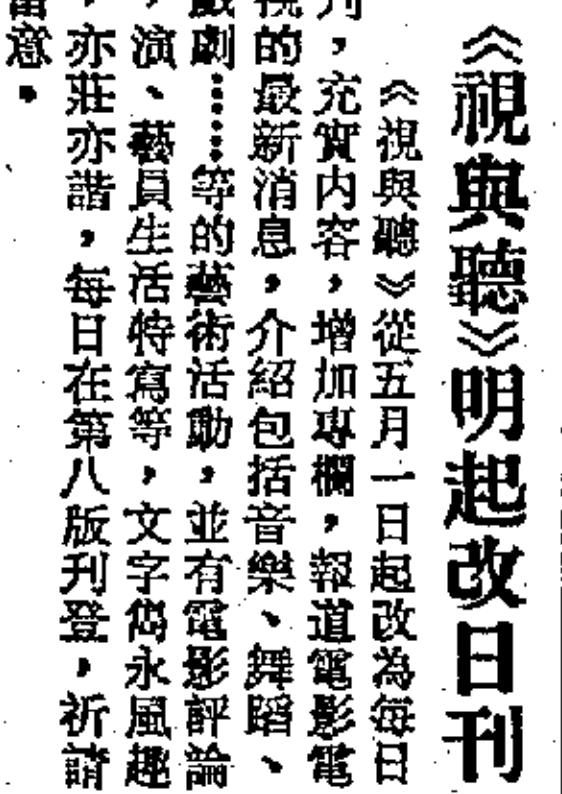 《視與聽》明起改日刊
《視與聽》從五月一日起改為每日
刊，充實内容，增加專欄，報道電影電
視的最新消息，介紹包括音樂、舞蹈、
戲劇……等的藝術活動，並有電影評論
，演、藝員生活特寫等，文字雋永風趣
，亦莊亦諧，每日在第八版刊登，祈請
留意。